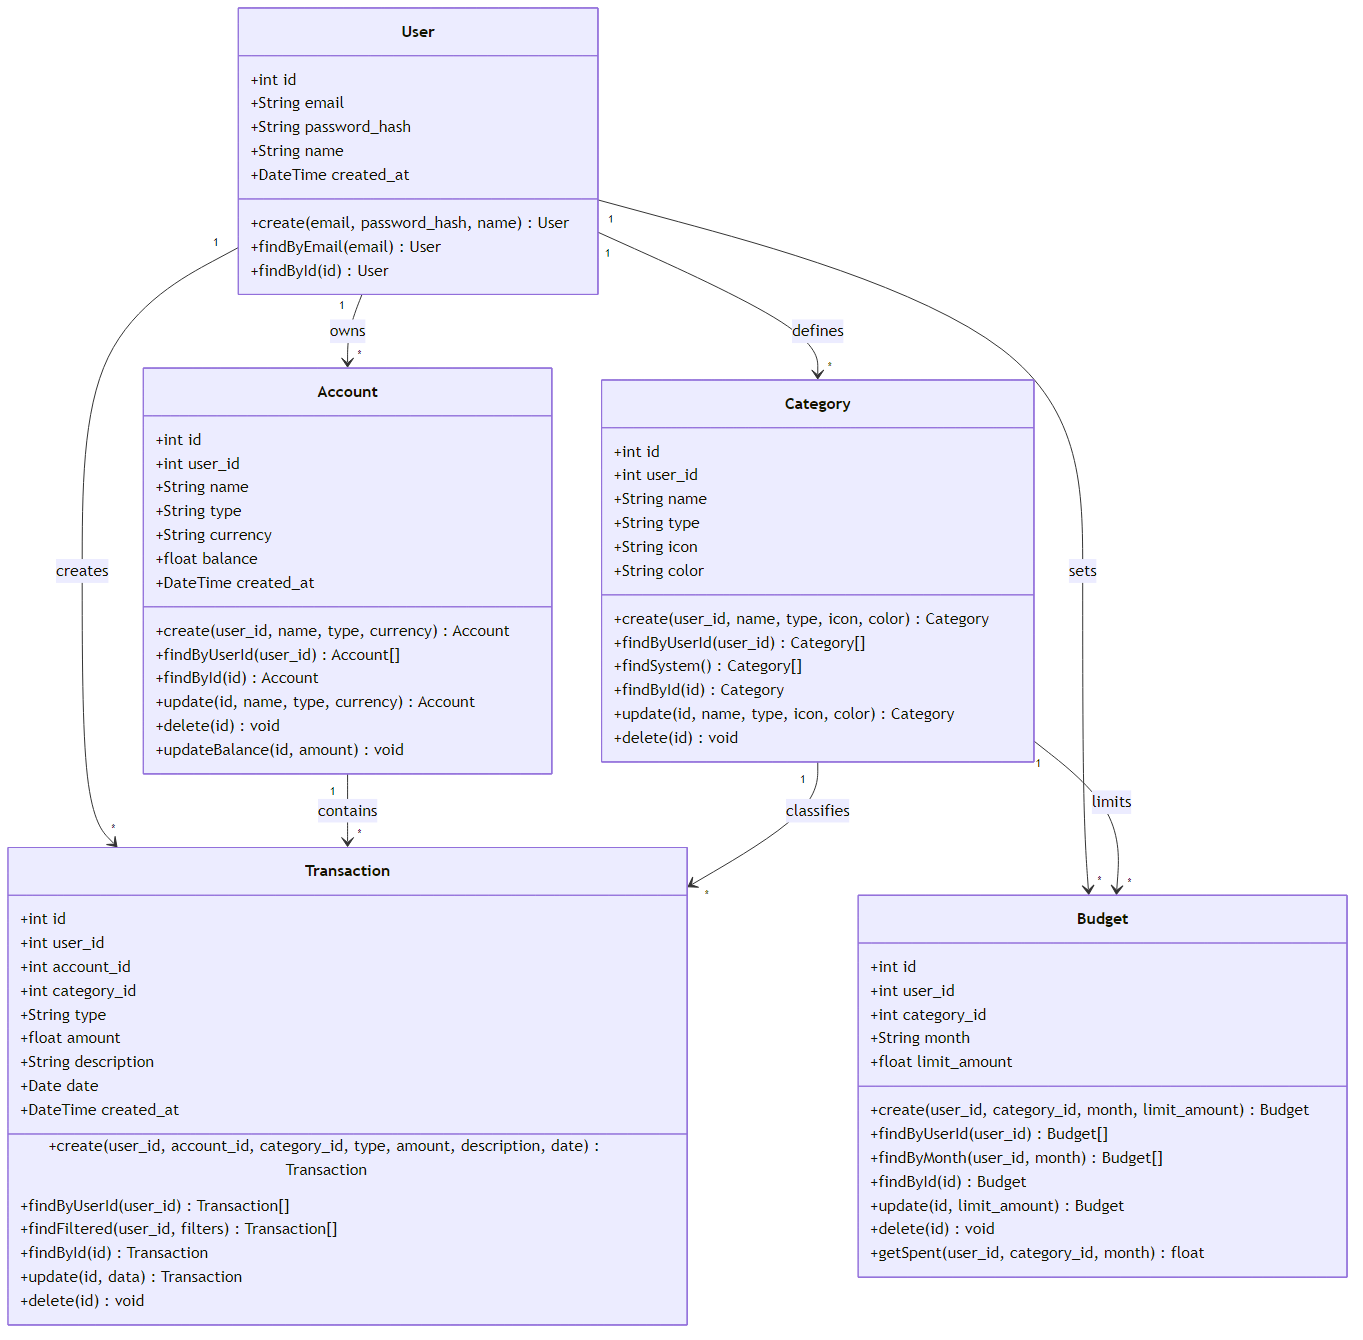 User
+int id
+String email
+String password_hash
+String name
+DateTime created_at
+create(email, password_hash, name) : User
+findByEmail(email) : User
+findById(id) : User
1
1
1
1
owns
*
defines
*
Account
+int id
+int user_id
+String name
+String type
+String currency
+float balance
+DateTime created_at
+create(user_id, name, type, currency) : Account
+findByUserId(user_id) : Account[]
+findById(id) : Account
+update(id, name, type, currency) : Account
+delete(id) : void
+updateBalance(id, amount) : void
Category
+int id
+int user_id
+String name
+String type
+String icon
+String color
+create(user_id, name, type, icon, color) : Category
+findByUserId(user_id) : Category[]
+findSystem() : Category[]
+findById(id) : Category
+update(id, name, type, icon, color) : Category
+delete(id) : void
creates
sets
1
contains
*
*
1
classifies
*
1
limits
*
*
Transaction
+int id
+int user_id
+int account_id
+int category_id
+String type
+float amount
+String description
+Date date
+DateTime created_at
+create(user_id, account_id, category_id, type, amount, description, date) :
Transaction
+findByUserId(user_id) : Transaction[]
+findFiltered(user_id, filters) : Transaction[]
+findById(id) : Transaction
+update(id, data) : Transaction
+delete(id) : void
Budget
+int id
+int user_id
+int category_id
+String month
+float limit_amount
+create(user_id, category_id, month, limit_amount) : Budget
+findByUserId(user_id) : Budget[]
+findByMonth(user_id, month) : Budget[]
+findById(id) : Budget
+update(id, limit_amount) : Budget
+delete(id) : void
+getSpent(user_id, category_id, month) : float